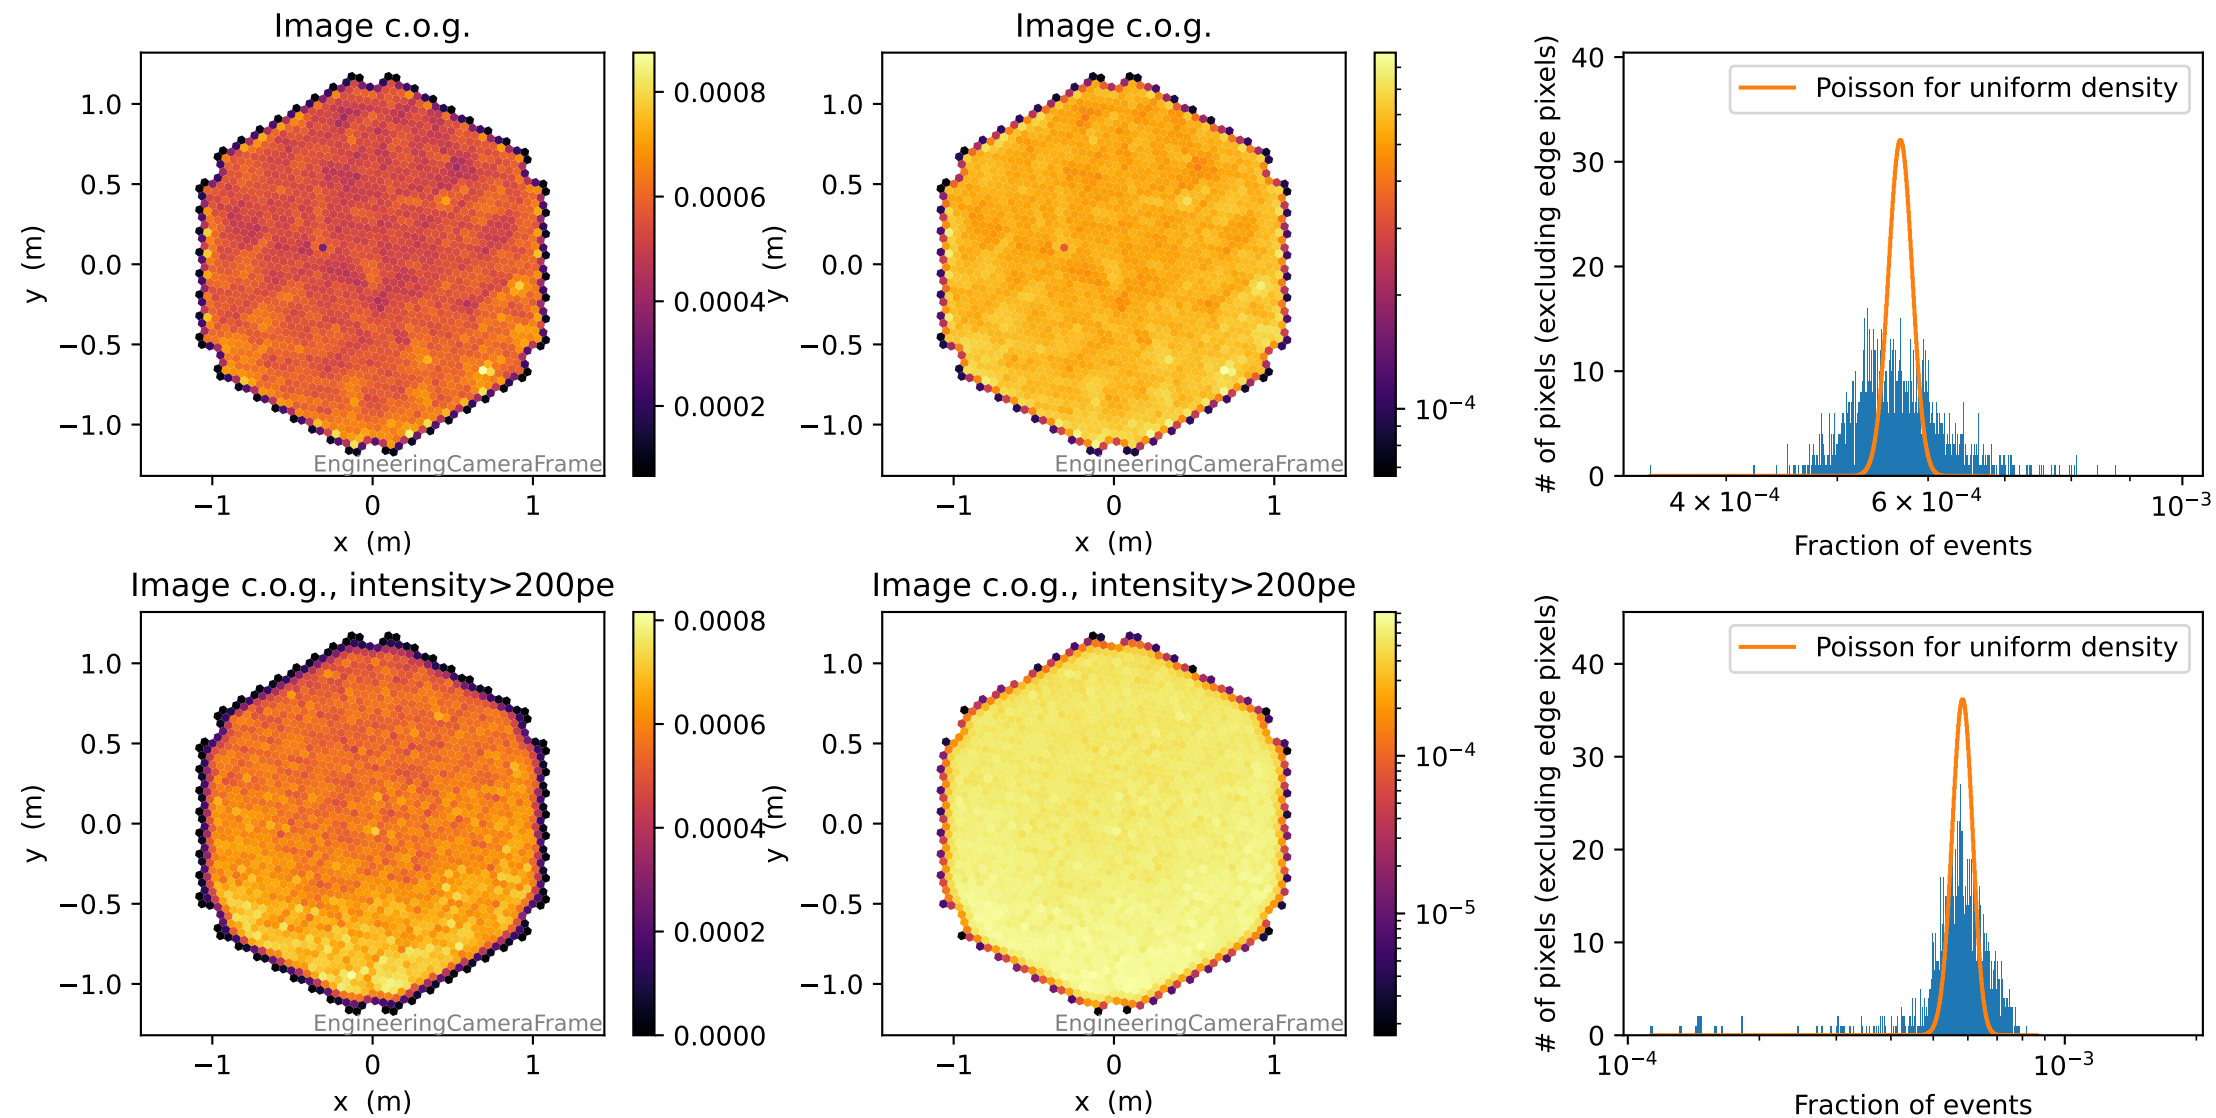 Image c.o.g.
1.0
0.5
0.0
−0.5
−1.0
y (m)
−1
0
1
x (m)
EngineeringCameraFrame
0.0008
0.0006
0.0004
0.0002
Image c.o.g.
1.0
0.5
0.0
−0.5
−1.0
y (m)
−1
0
1
x (m)
EngineeringCameraFrame
10⁻⁴
Poisson for uniform density
# of pixels (excluding edge pixels)
40
30
20
10
0
4 × 10⁻⁴
6 × 10⁻⁴
10⁻³
Fraction of events
Image c.o.g., intensity>200pe
1.0
0.5
0.0
−0.5
−1.0
y (m)
−1
0
1
x (m)
EngineeringCameraFrame
0.0008
0.0006
0.0004
0.0002
0.0000
Image c.o.g., intensity>200pe
1.0
0.5
0.0
−0.5
−1.0
y (m)
−1
0
1
x (m)
EngineeringCameraFrame
10⁻⁴
10⁻⁵
Poisson for uniform density
# of pixels (excluding edge pixels)
40
30
20
10
0
10⁻⁴
10⁻³
Fraction of events